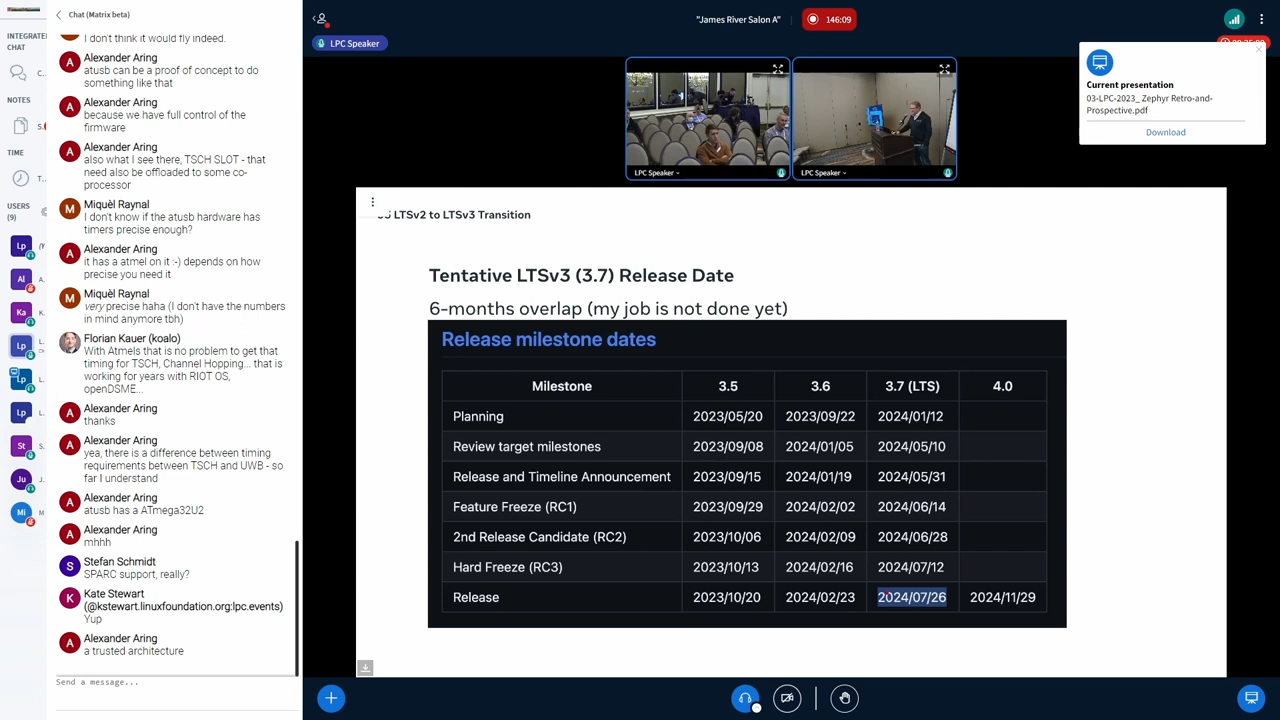 Chat (Matrix beta)
INTEGRATE
CHAT
C.
NOTES
S.
TIME
T..
USERS
(9)
I don't think it would fly indeed.
Alexander Aring
atusb can be a proof of concept to do
something like that
Alexander Aring
because we have full control of the
firmware
Alexander Aring
also what I see there, TSCH SLOT - that
need also be offloaded to some co-
processor
Miquèl Raynal
I don't know if the atusb hardware has
timers precise enough?
Alexander Aring
it has a atmel on it :-) depends on how
precise you need it
Miquèl Raynal
very precise haha (I don't have the numbers
in mind anymore tbh)
Florian Kauer (koalo)
With Atmels that is no problem to get that
timing for TSCH, Channel Hopping... that is
working for years with RIOT OS,
openDSME...
Alexander Aring
thanks
Alexander Aring
yea, there is a difference between timing
requirements between TSCH and UWB - so
far I understand
Alexander Aring
atusb has a ATmega32U2
Alexander Aring
mhhh
Stefan Schmidt
SPARC support, really?
Kate Stewart
(@kstewart.linuxfoundation.org:lpc.events)
Yup
Alexander Aring
a trusted architecture
Send a message...
"James River Salon A"
146:09
LPC Speaker
LPC Speaker
LPC Speaker
Current presentation
03-LPC-2023_ Zephyr Retro-and-
Prospective.pdf
Download
LTSv2 to LTSv3 Transition
Tentative LTSv3 (3.7) Release Date
6-months overlap (my job is not done yet)
Release milestone dates
Milestone 3.5 3.6 3.7 (LTS) 4.0
Planning 2023/05/20 2023/09/22 2024/01/12
Review target milestones 2023/09/08 2024/01/05 2024/05/10
Release and Timeline Announcement 2023/09/15 2024/01/19 2024/05/31
Feature Freeze (RC1) 2023/09/29 2024/02/02 2024/06/14
2nd Release Candidate (RC2) 2023/10/06 2024/02/09 2024/06/28
Hard Freeze (RC3) 2023/10/13 2024/02/16 2024/07/12
Release 2023/10/20 2024/02/23 2024/07/26 2024/11/29